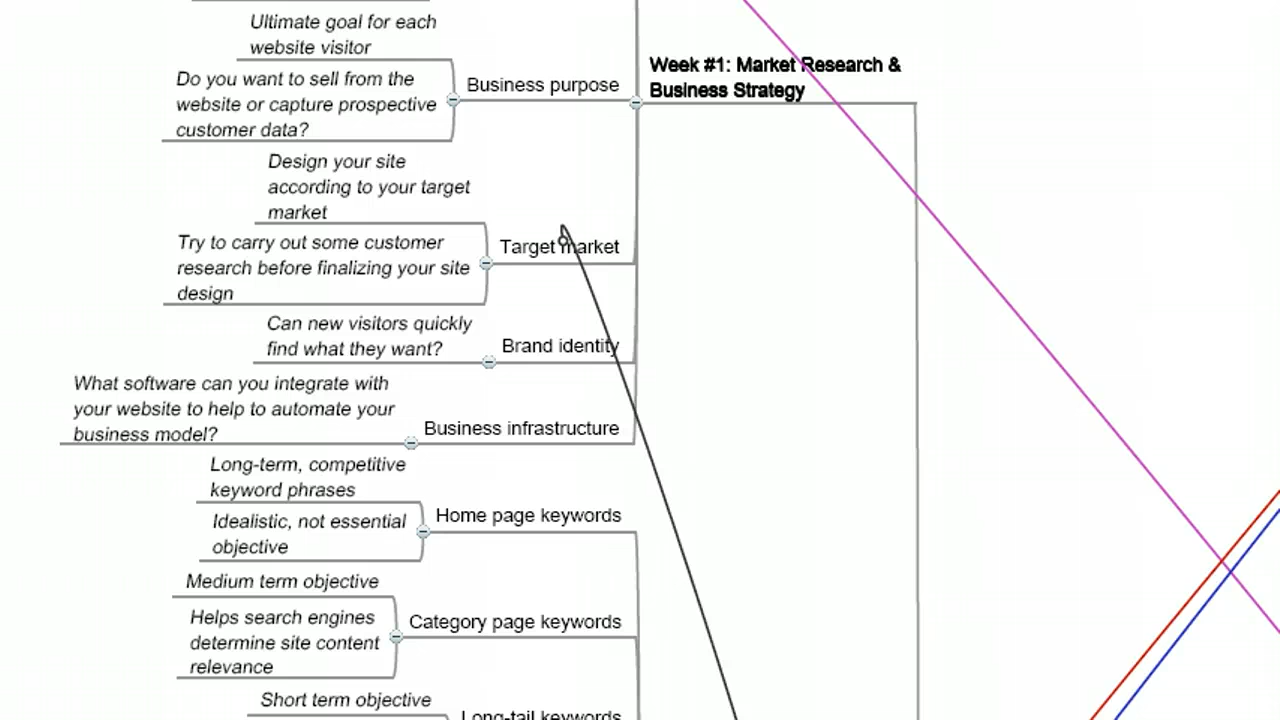 Ultimate goal for each
website visitor
Do you want to sell from the
website or capture prospective
customer data?
Business purpose
Week #1: Market Research &
Business Strategy
Design your site
according to your target
market
Try to carry out some customer
research before finalizing your site
design
Target market
Can new visitors quickly
find what they want?
Brand identity
What software can you integrate with
your website to help to automate your
business model?
Business infrastructure
Long-term, competitive
keyword phrases
Idealistic, not essential
objective
Home page keywords
Medium term objective
Helps search engines
determine site content
relevance
Category page keywords
Short term objective
Long-tail keywords